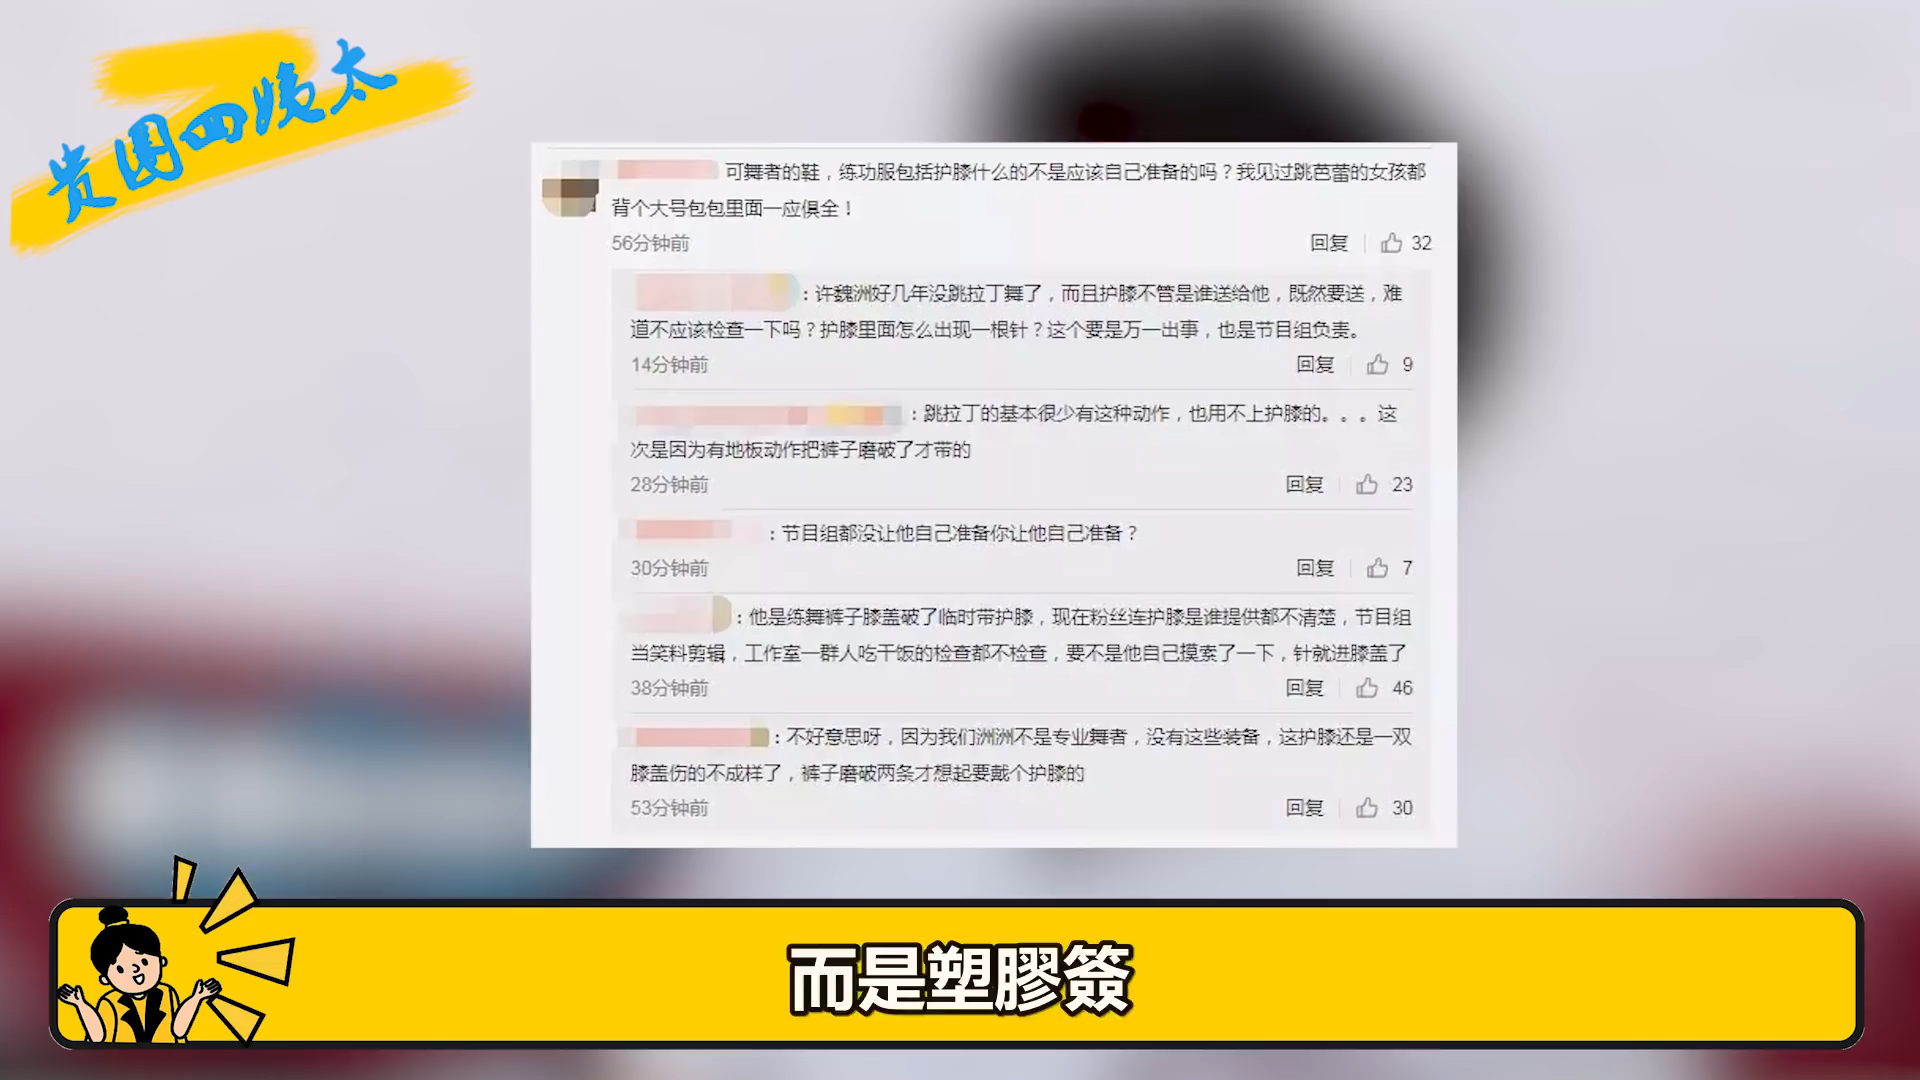 贵圈四姨太
可舞者的鞋，练功服包括护膝什么的不是应该自己准备的吗？我见过跳芭蕾的女孩都
背个大号包包里面一应俱全！
56分钟前 回复 32
：许魏洲好几年没跳拉丁舞了，而且护膝不管是谁送给他，既然要送，难
道不应该检查一下吗？护膝里面怎么出现一根针？这个要是万一出事，也是节目组负责。
14分钟前 回复 9
：跳拉丁的基本很少有这种动作，也用不上护膝的。。。这
次是因为有地板动作把裤子磨破了才带的
28分钟前 回复 23
：节目组都没让他自己准备你让他自己准备？
30分钟前 回复 7
：他是练舞裤子膝盖破了临时带护膝，现在粉丝连护膝是谁提供都不清楚，节目组
当笑料剪辑，工作室一群人吃干饭的检查都不检查，要不是他自己摸索了一下，针就进膝盖了
38分钟前 回复 46
：不好意思呀，因为我们洲洲不是专业舞者，没有这些装备，这护膝还是一双
膝盖伤的不成样了，裤子磨破两条才想起要戴个护膝的
53分钟前 回复 30
而是塑膠簽